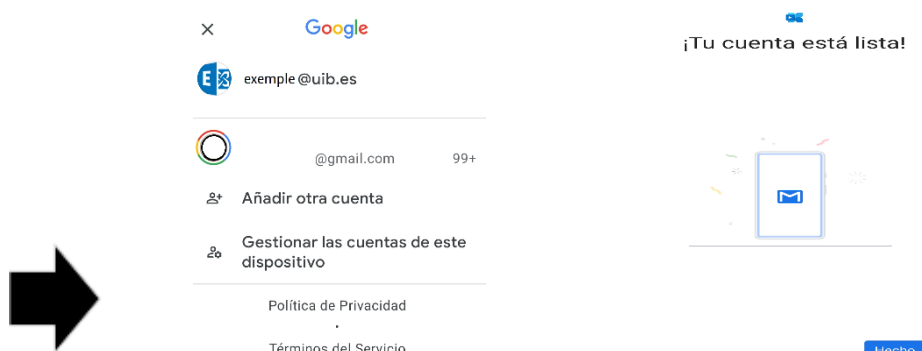 Google
exemple@uib.es
@gmail.com 99+
Añadir otra cuenta
Gestionar las cuentas de este
dispositivo
Política de Privacidad
Términos del Servicio
¡Tu cuenta está lista!
Hecho